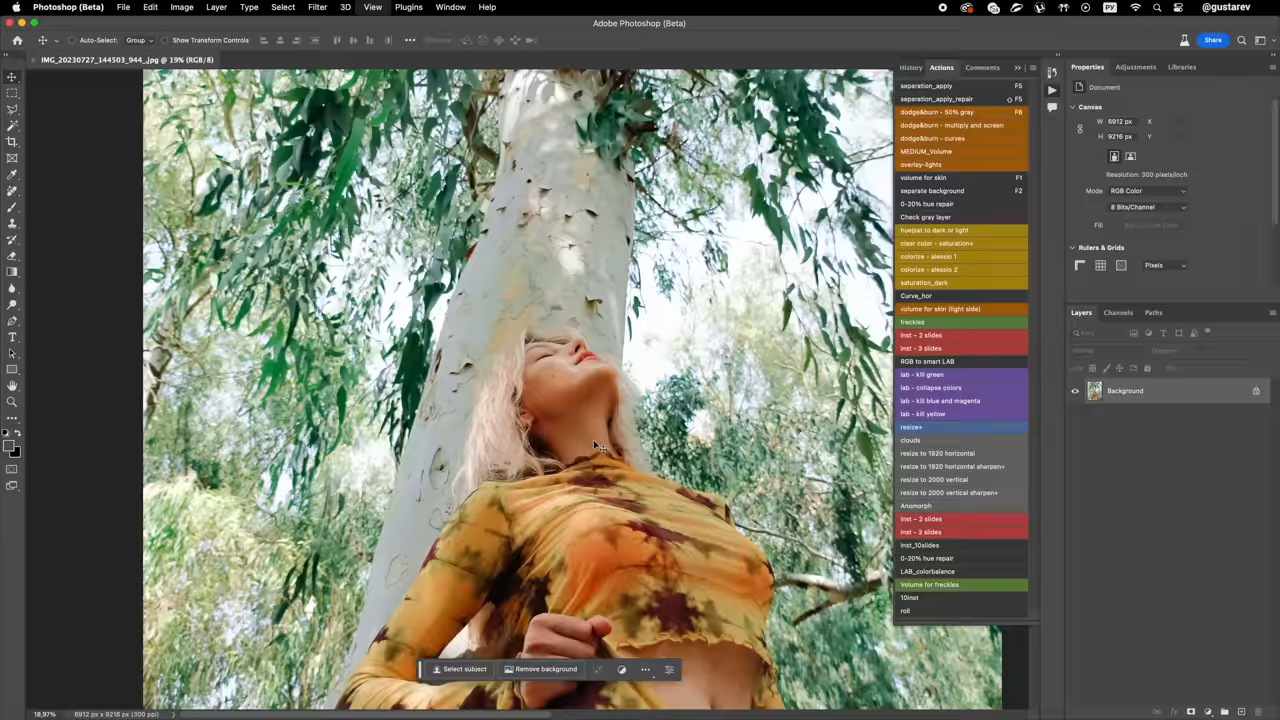 Photoshop (Beta) File Edit Image Layer Type Select Filter 3D View Plugins Window Help РУ @gustarev
Adobe Photoshop (Beta)
Auto-Select: Group Show Transform Controls Share
IMG_20230727_144503_944_.jpg @ 19% (RGB/8)
History Actions Comments
separation_apply F5
separation_apply_repair F5
dodge&burn - 50% gray F6
dodge&burn - multiply and screen
dodge&burn - curves
MEDIUM_Volume
overlay-lights
volume for skin F1
separate background F2
0-20% hue repair
Check gray layer
hue|sat to dark or light
clear color - saturation+
colorize - alessio 1
colorize - alessio 2
saturation_dark
Curve_hor
volume for skin (light side)
freckles
inst – 2 slides
inst - 3 slides
RGB to smart LAB
lab - kill green
lab - collapse colors
lab - kill blue and magenta
lab - kill yellow
resize+
clouds
resize to 1920 horizontal
resize to 1920 horizontal sharpen+
resize to 2000 vertical
resize to 2000 vertical sharpen+
Anomorph
inst – 2 slides
inst - 3 slides
inst_10slides
0-20% hue repair
LAB_colorbalance
Volume for freckles
10inst
roll
Properties Adjustments Libraries
Document
Canvas
W 6912 px X
H 9216 px Y
Resolution: 300 pixels/inch
Mode RGB Color
8 Bits/Channel
Fill
Rulers & Grids
Pixels
Layers Channels Paths
Background
Select subject Remove background
18,97% 6912 px x 9216 px (300 ppi)